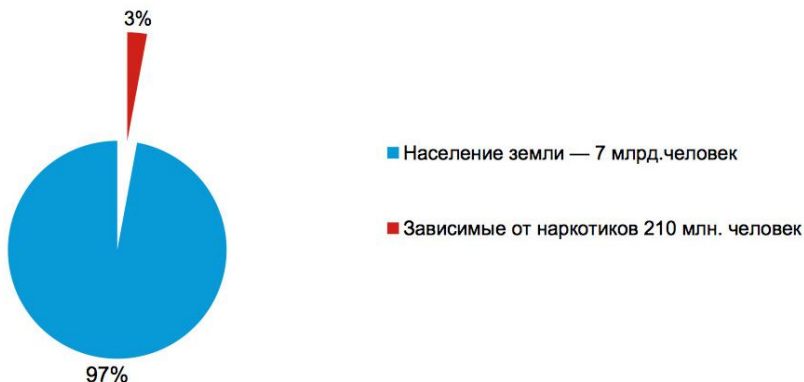 3%
Население земли — 7 млрд.человек
Зависимые от наркотиков 210 млн. человек
97%